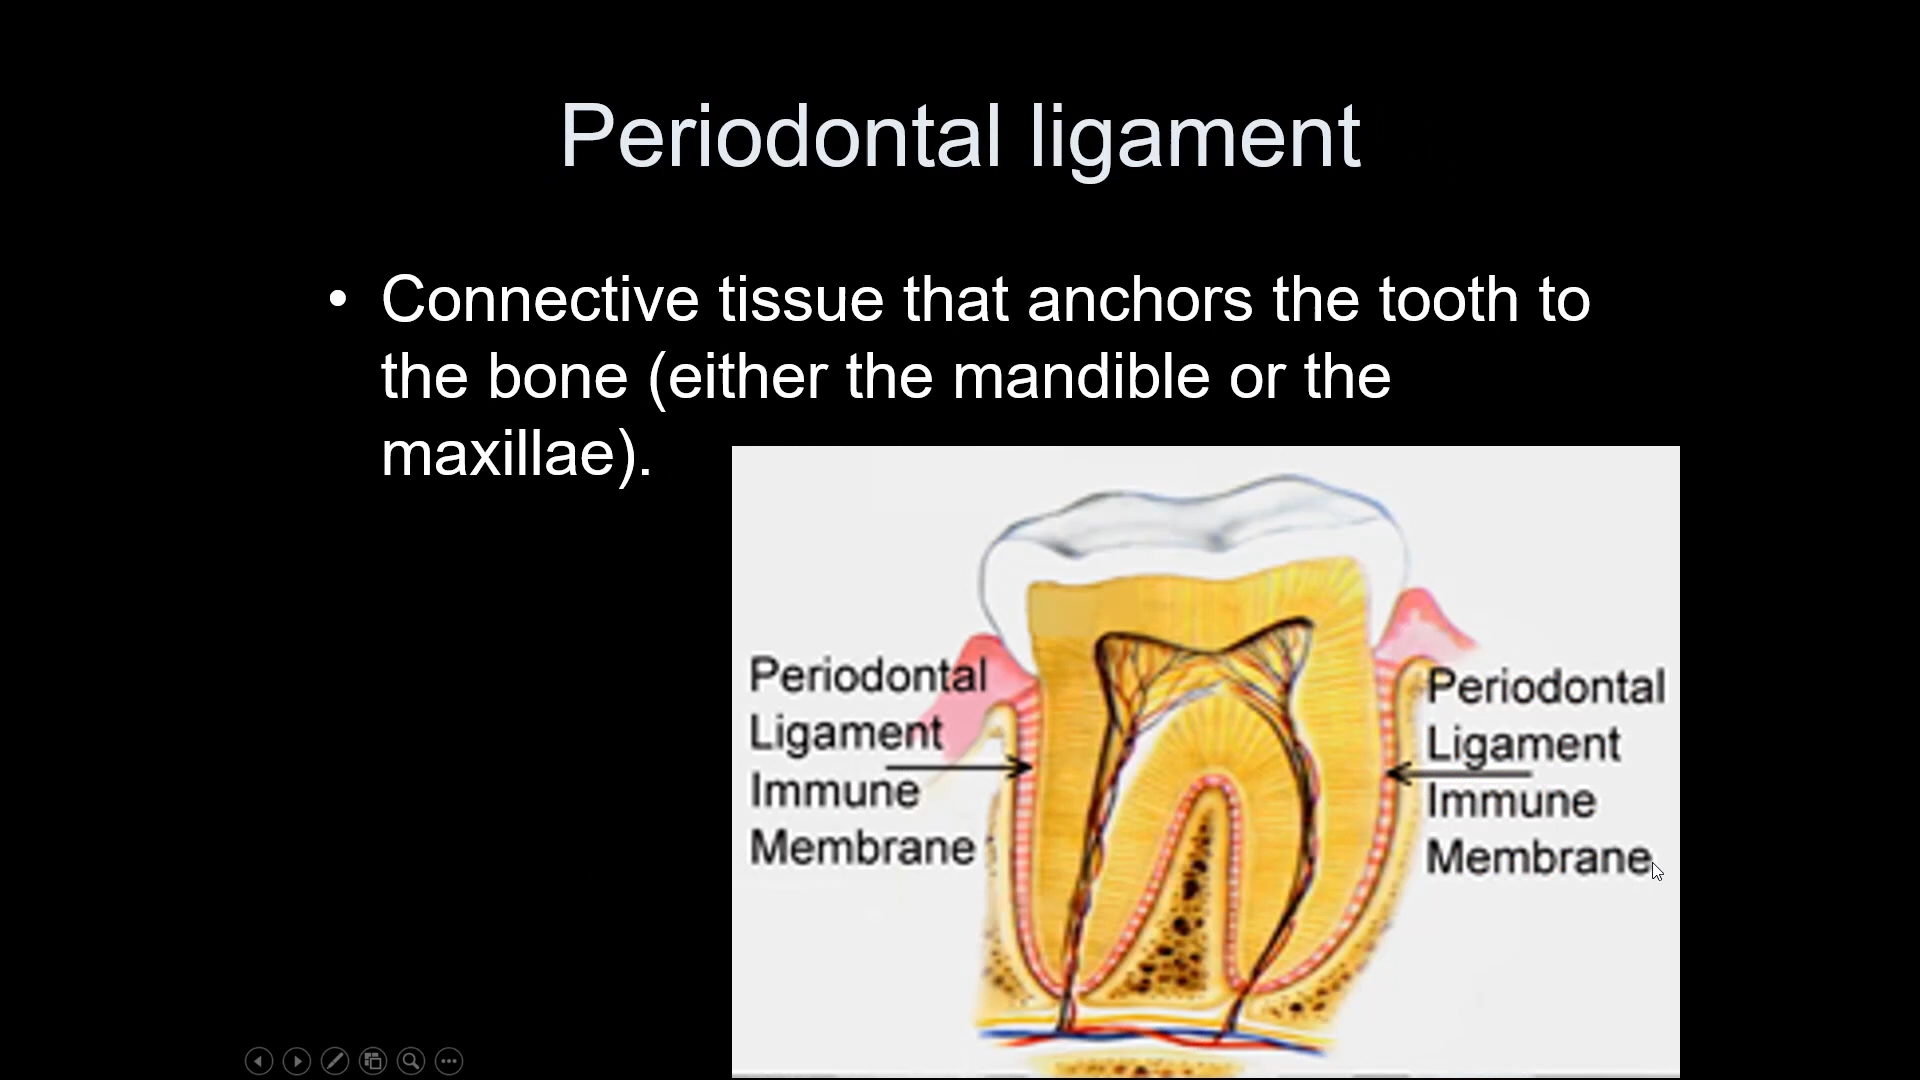 Periodontal ligament
• Connective tissue that anchors the tooth to
the bone (either the mandible or the
maxillae).
Periodontal
Ligament
Immune
Membrane
Periodontal
Ligament
Immune
Membrane